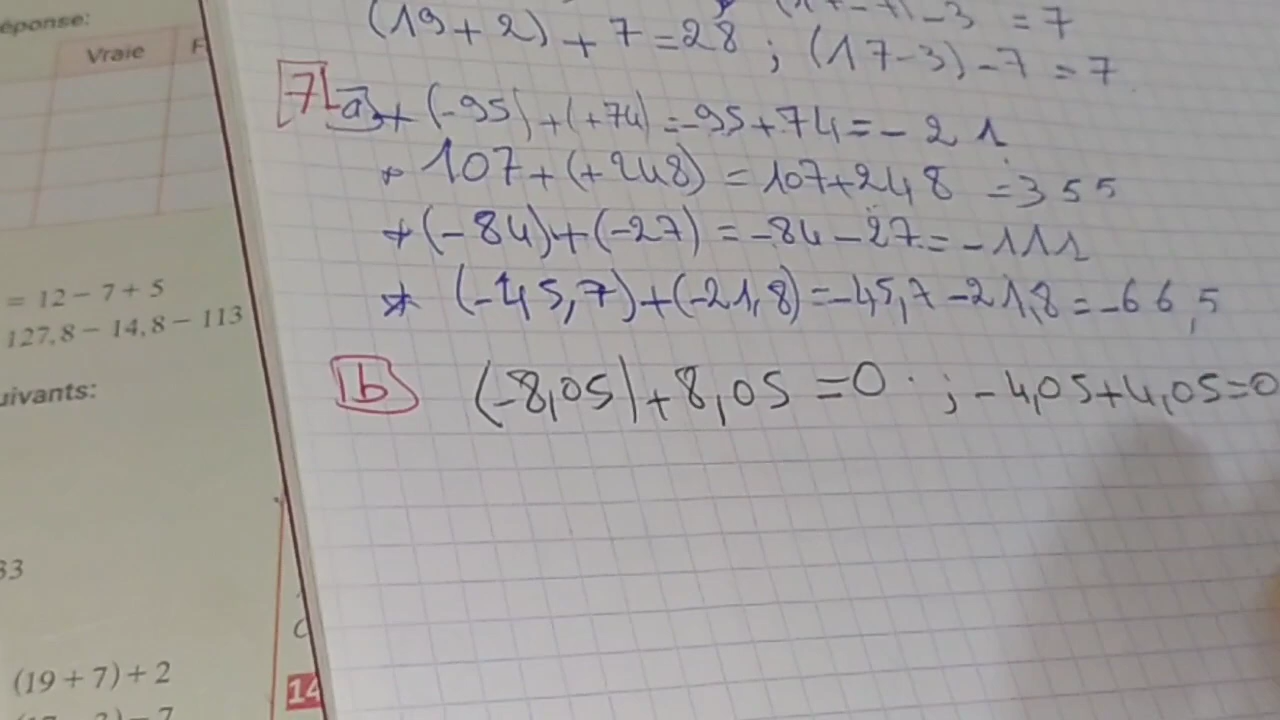 éponse:
Vraie F
= 12 − 7 + 5
127,8 − 14,8 − 113
uivants:
33
(19 + 7) + 2
14
− 3 = 7
(19 + 2) + 7 = 28 ; (17 - 3) - 7 = 7
7 a) * (-95) + (+74) = -95 + 74 = - 21
* 107 + (+248) = 107 + 248 = 355
* (-84) + (-27) = -84 - 27 = -111
* (-45,7) + (-21,8) = -45,7 - 21,8 = -66,5
b (-8,05) + 8,05 = 0 ; - 4,05 + 4,05 = 0